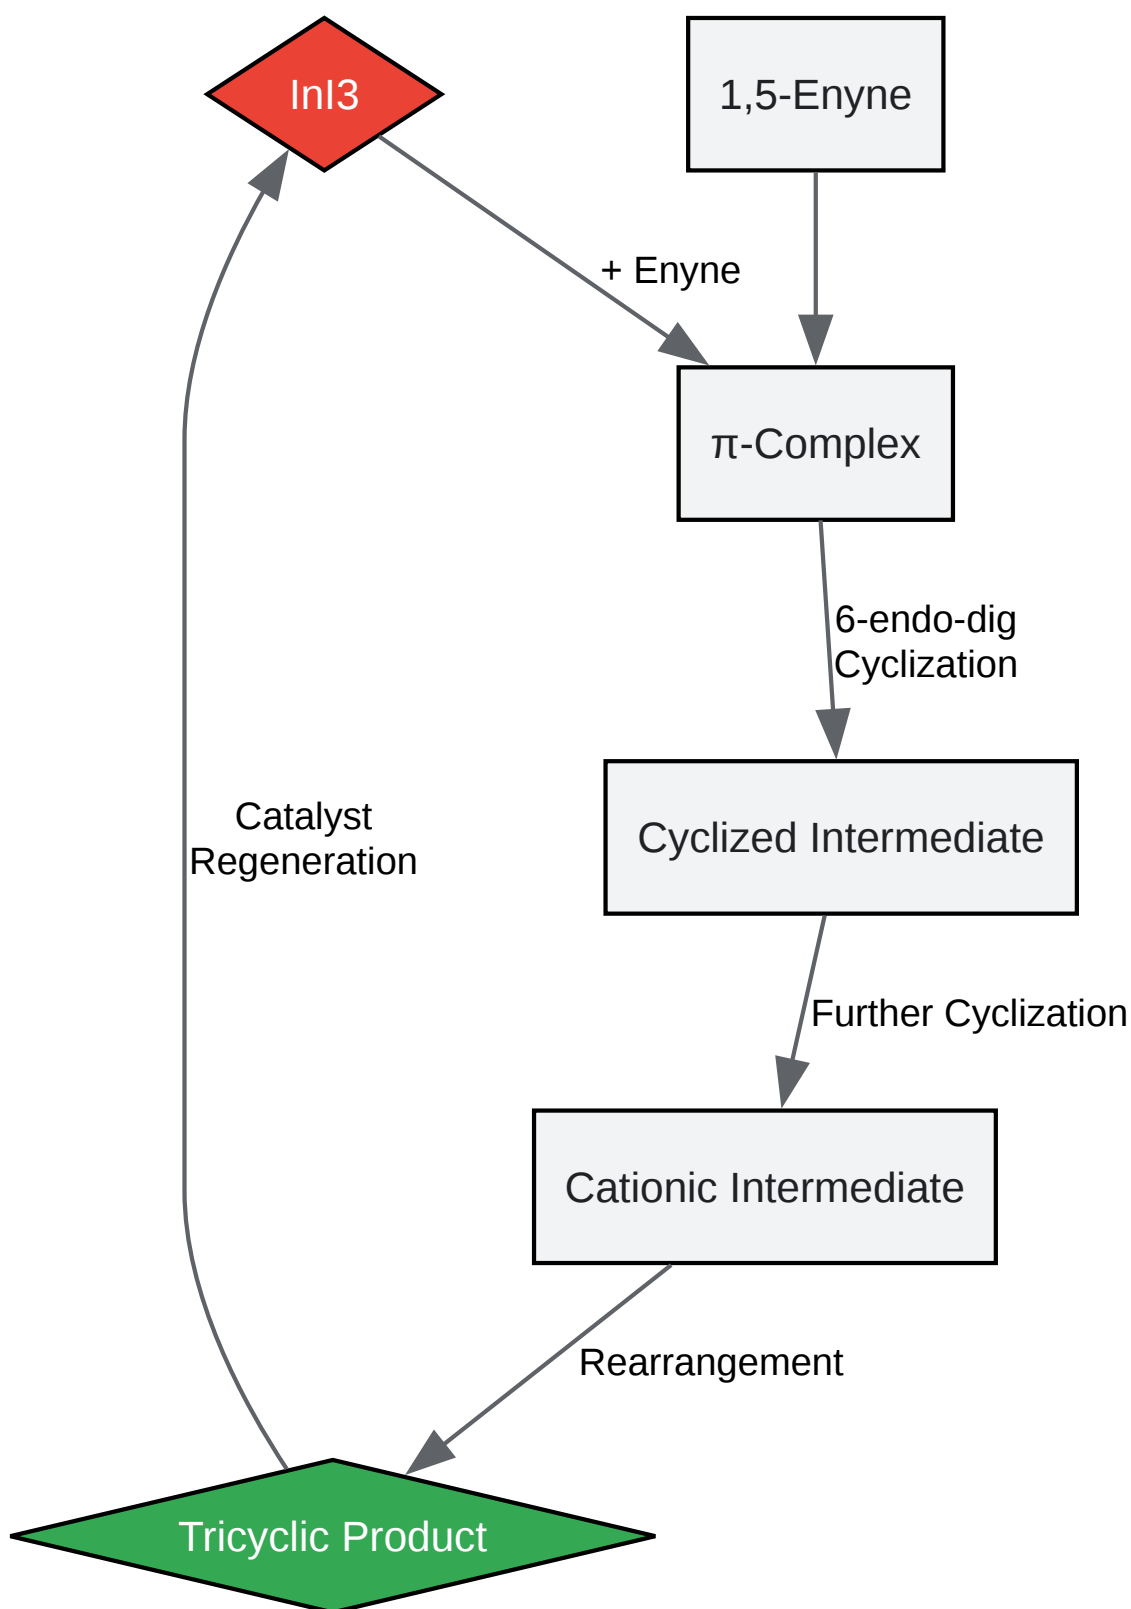 InI3
1,5-Enyne
+ Enyne
π-Complex
6-endo-dig
Cyclization
Cyclized Intermediate
Catalyst
Regeneration
Further Cyclization
Cationic Intermediate
Rearrangement
Tricyclic Product